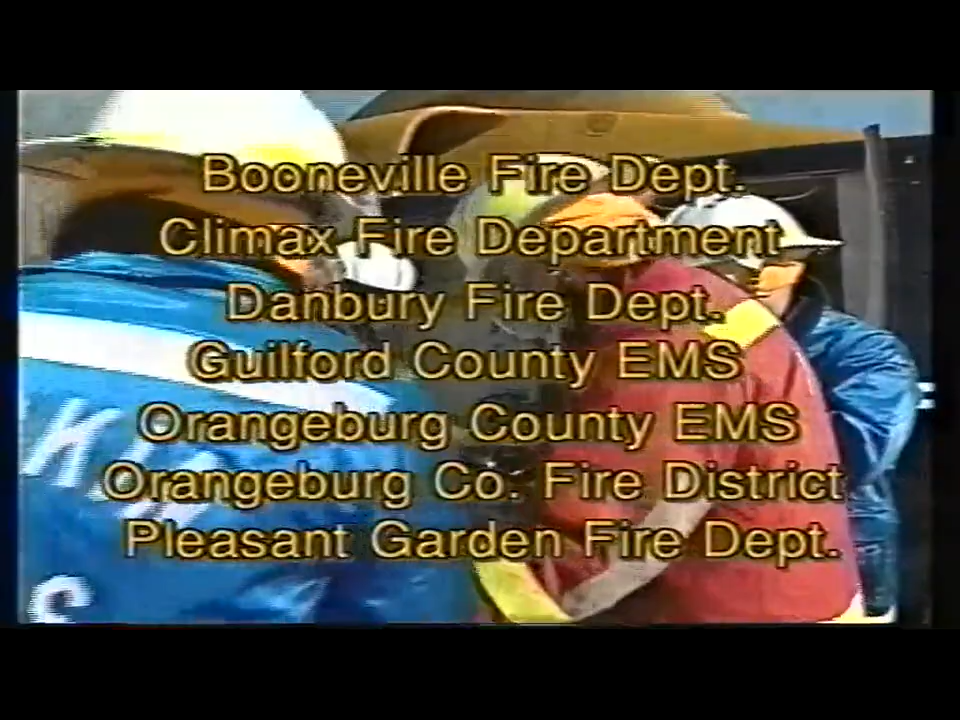 Booneville Fire Dept.
Climax Fire Department
Danbury Fire Dept.
Guilford County EMS
Orangeburg County EMS
Orangeburg Co. Fire District
Pleasant Garden Fire Dept.